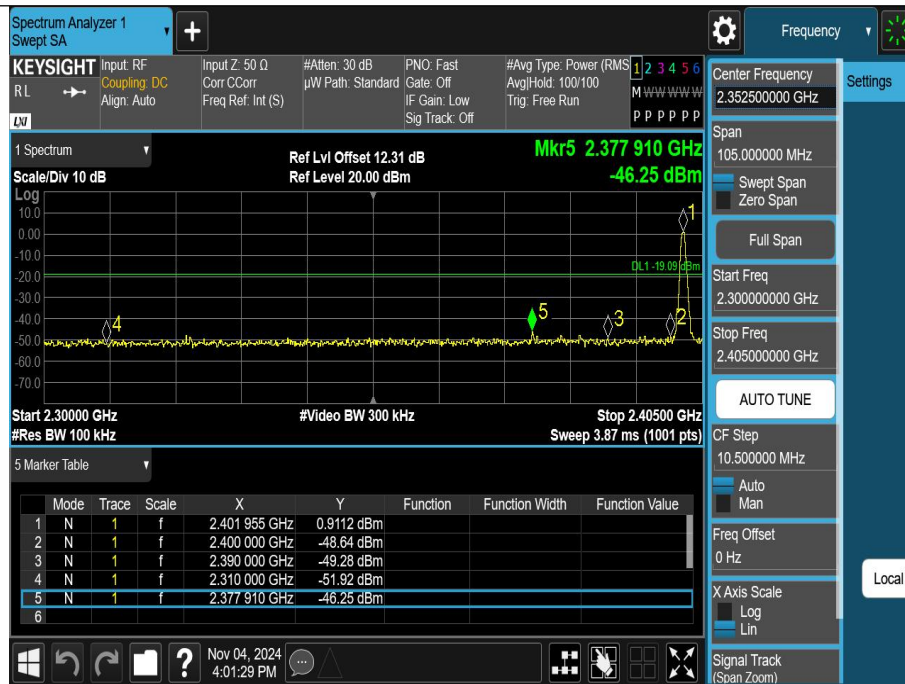 Spectrum Analyzer 1
Swept SA
Frequency
KEYSIGHT
RL
LXI
Input: RF
Coupling: DC
Align: Auto
Input Z: 50 Ω
Corr CCorr
Freq Ref: Int (S)
#Atten: 30 dB
µW Path: Standard
PNO: Fast
Gate: Off
IF Gain: Low
Sig Track: Off
#Avg Type: Power (RMS
Avg|Hold: 100/100
Trig: Free Run
1 2 3 4 5 6
M W W W W W
P P P P P P
1 Spectrum
Scale/Div 10 dB
Ref Lvl Offset 12.31 dB
Ref Level 20.00 dBm
Mkr5 2.377 910 GHz
-46.25 dBm
Log
10.0
0.00
-10.0
-20.0
-30.0
-40.0
-50.0
-60.0
-70.0
DL1 -19.09 dBm
1
2
3
4
5
Start 2.30000 GHz
#Video BW 300 kHz
Stop 2.40500 GHz
#Res BW 100 kHz
Sweep 3.87 ms (1001 pts)
5 Marker Table
Mode Trace Scale X Y Function Function Width Function Value
1 N 1 f 2.401 955 GHz 0.9112 dBm
2 N 1 f 2.400 000 GHz -48.64 dBm
3 N 1 f 2.390 000 GHz -49.28 dBm
4 N 1 f 2.310 000 GHz -51.92 dBm
5 N 1 f 2.377 910 GHz -46.25 dBm
6
?
Nov 04, 2024
4:01:29 PM
Center Frequency
2.352500000 GHz
Span
105.000000 MHz
Swept Span
Zero Span
Full Span
Start Freq
2.300000000 GHz
Stop Freq
2.405000000 GHz
AUTO TUNE
CF Step
10.500000 MHz
Auto
Man
Freq Offset
0 Hz
X Axis Scale
Log
Lin
Signal Track
(Span Zoom)
Settings
Local